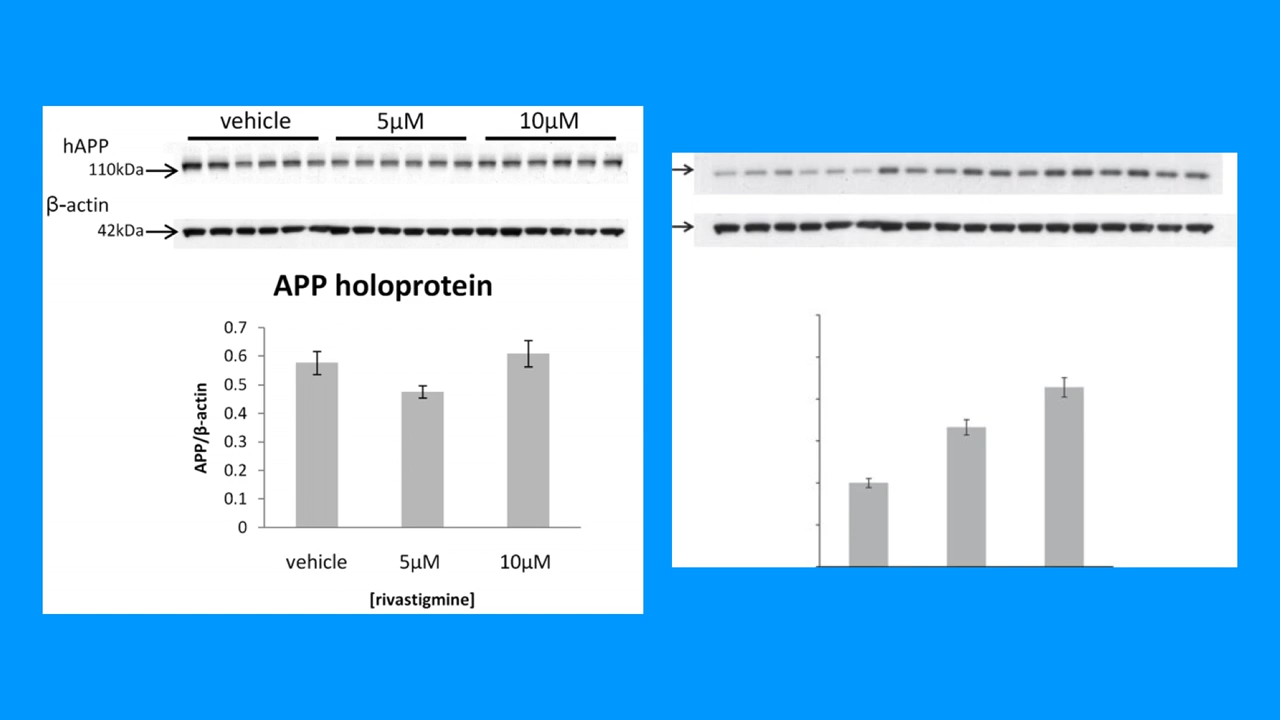 vehicle 5μM 10μM
hAPP
110kDa
β-actin
42kDa
APP holoprotein
0.7
0.6
0.5
0.4
0.3
0.2
0.1
0
APP/β-actin
vehicle 5μM 10μM
[rivastigmine]